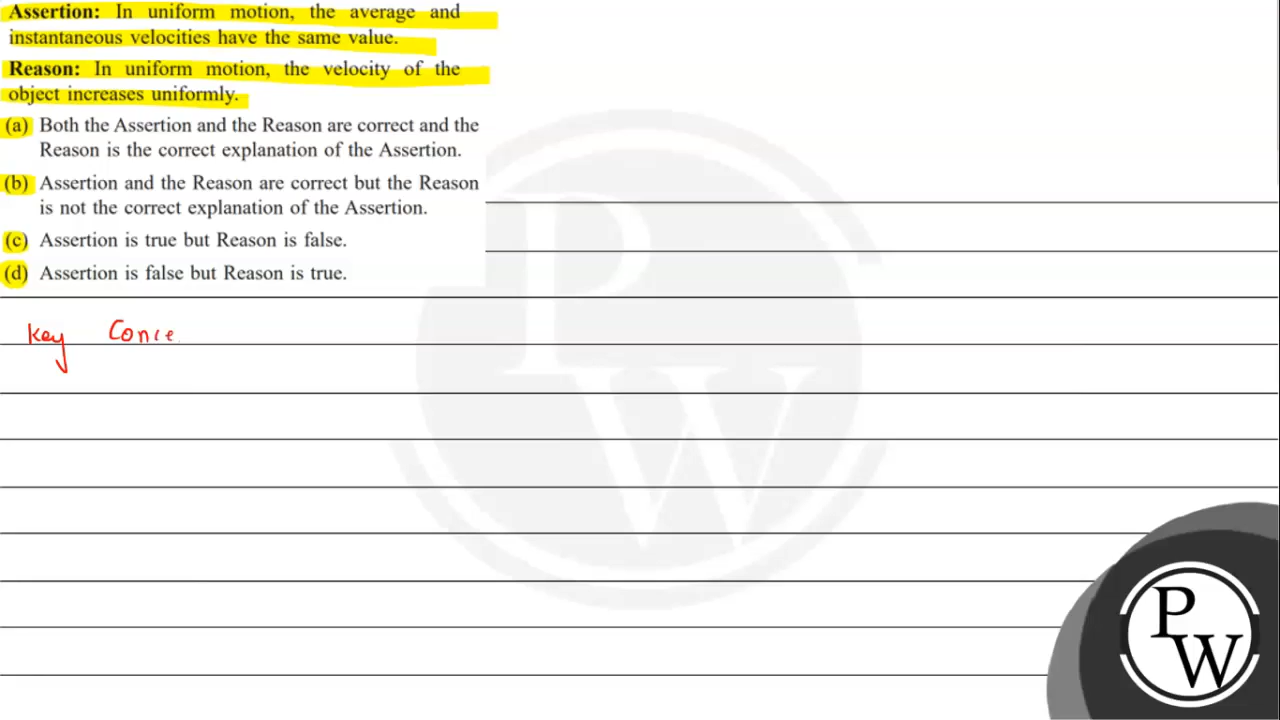 Assertion: In uniform motion, the average and
instantaneous velocities have the same value.
Reason: In uniform motion, the velocity of the
object increases uniformly.
(a) Both the Assertion and the Reason are correct and the
Reason is the correct explanation of the Assertion.
(b) Assertion and the Reason are correct but the Reason
is not the correct explanation of the Assertion.
(c) Assertion is true but Reason is false.
(d) Assertion is false but Reason is true.
Key Conce
P
W
P
W